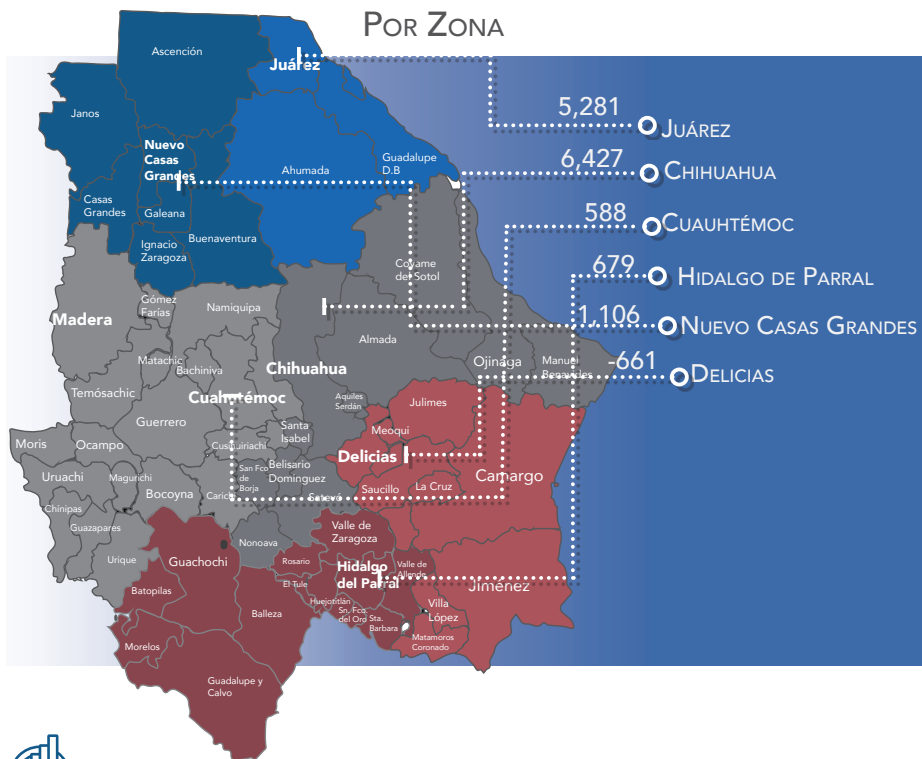 Por Zona
Ascención
Juárez
Janos
Nuevo
Casas
Grandes
Ahumada
Guadalupe
D.B
Casas
Grandes
Galeana
Ignacio
Zaragoza
Buenaventura
Coyame
del Sotol
Gómez
Farías
Namiquipa
Madera
Almada
Matachic
Bachiniva
Chihuahua
Ojinaga
Manuel
Benavides
Temósachic
Cuahutémoc
Aquiles
Serdán
Julimes
Guerrero
Santa
Isabel
Meoqui
Moris
Ocampo
Cusihuiriachi
Delicias
Camargo
Uruachi
Magurichi
Bocoyna
Carichi
San Fco
de
Borja
Belisario
Dominguez
Satevó
Saucillo
La Cruz
Chínipas
Guazapares
Nonoava
Valle de
Zaragoza
Urique
Guachochi
Rosario
Hidalgo
del Parral
Valle de
Allende
Jiménez
Batopilas
El Tule
Balleza
Huejotitlán
Sn. Fco.
del Oro
Sta.
Barbara
Villa
López
Morelos
Matamoros
Coronado
Guadalupe y
Calvo
5,281
Juárez
6,427
Chihuahua
588
Cuauhtémoc
679
Hidalgo de Parral
1,106
Nuevo Casas Grandes
-661
Delicias